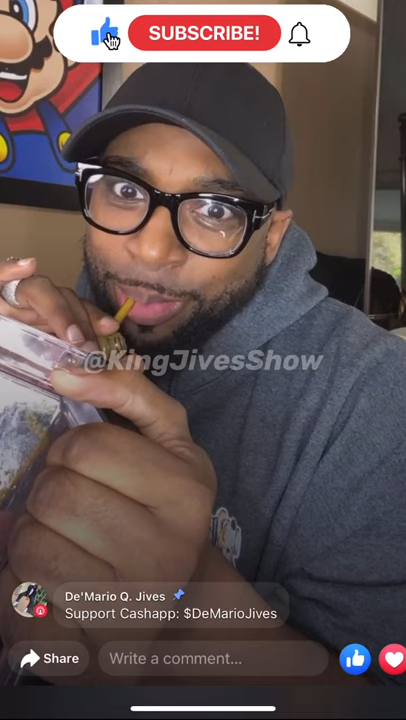 SUBSCRIBE!
@KingJivesShow
De'Mario Q. Jives
Support Cashapp: $DeMarioJives
Share
Write a comment...